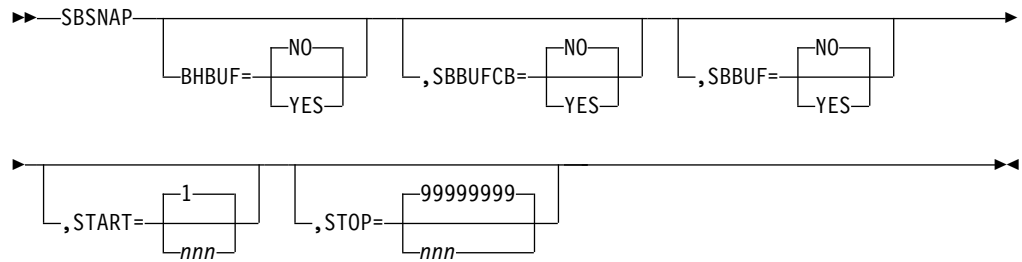 SBSNAP
NO NO NO
BHBUF= ,SBBUFCB= ,SBBUF=
YES YES YES
1 99999999
,START= ,STOP=
nnn nnn